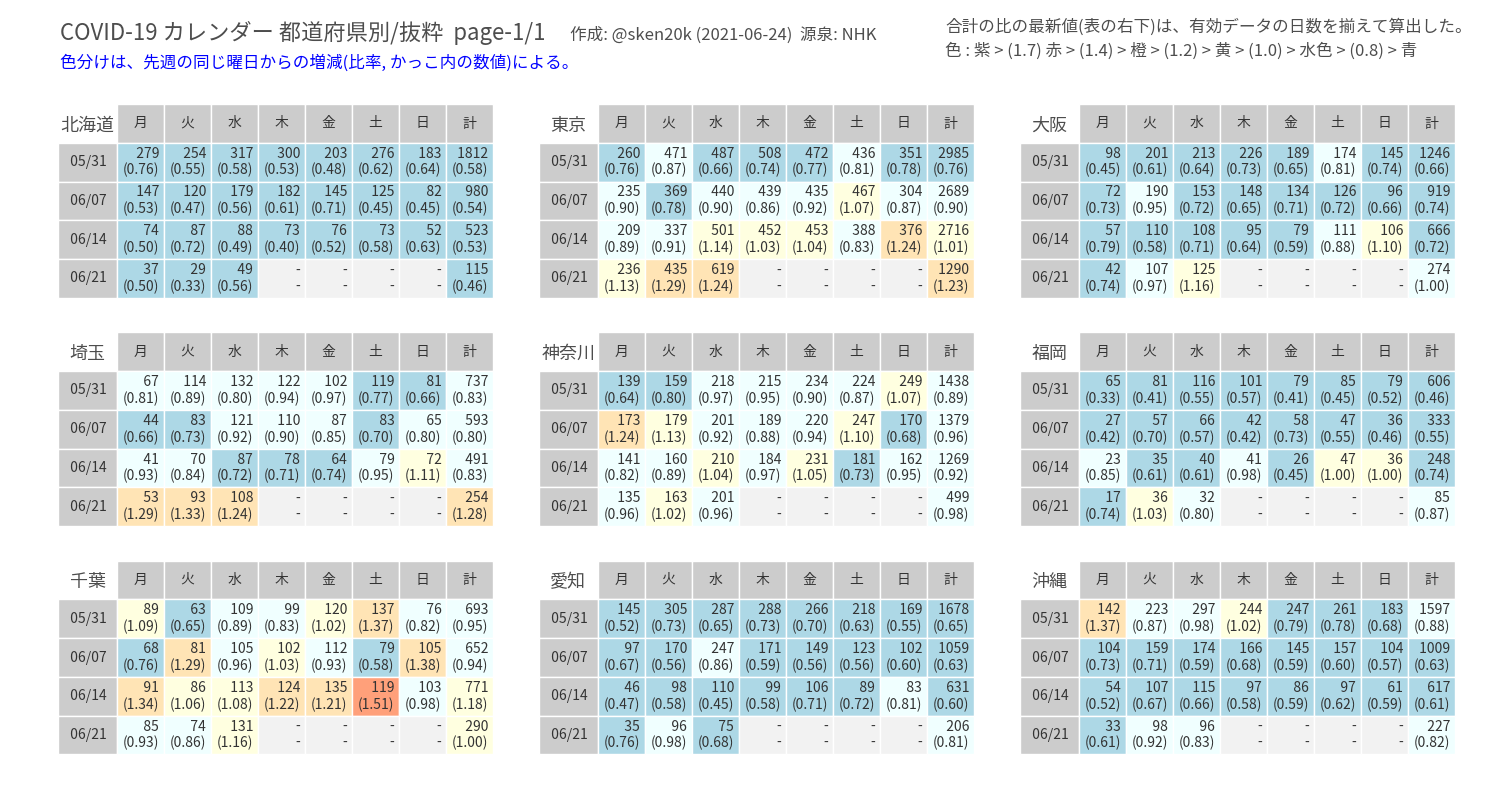 COVID-19 カレンダー 都道府県別/抜粋 page-1/1 作成: @sken20k (2021-06-24) 源泉: NHK
色分けは、先週の同じ曜日からの増減(比率, かっこ内の数値)による。
合計の比の最新値(表の右下)は、有効データの日数を揃えて算出した。
色 : 紫 > (1.7) 赤 > (1.4) 橙 > (1.2) 黄 > (1.0) > 水色 > (0.8) > 青
北海道 月 火 水 木 金 土 日 計
05/31 279 254 317 300 203 276 183 1812
(0.76) (0.55) (0.58) (0.53) (0.48) (0.62) (0.64) (0.58)
06/07 147 120 179 182 145 125 82 980
(0.53) (0.47) (0.56) (0.61) (0.71) (0.45) (0.45) (0.54)
06/14 74 87 88 73 76 73 52 523
(0.50) (0.72) (0.49) (0.40) (0.52) (0.58) (0.63) (0.53)
06/21 37 29 49 - - - - 115
(0.50) (0.33) (0.56) - - - - (0.46)
東京 月 火 水 木 金 土 日 計
05/31 260 471 487 508 472 436 351 2985
(0.76) (0.87) (0.66) (0.74) (0.77) (0.81) (0.76) (0.76)
06/07 235 369 440 439 435 467 304 2689
(0.90) (0.78) (0.90) (0.86) (0.92) (1.07) (0.87) (0.90)
06/14 209 337 501 452 453 388 376 2716
(0.89) (0.91) (1.14) (1.03) (1.04) (0.83) (1.24) (1.01)
06/21 236 435 619 - - - - 1290
(1.13) (1.29) (1.24) - - - - (1.23)
大阪 月 火 水 木 金 土 日 計
05/31 98 201 213 226 189 174 145 1246
(0.45) (0.61) (0.64) (0.73) (0.65) (0.81) (0.74) (0.66)
06/07 72 190 153 148 134 126 96 919
(0.73) (0.95) (0.72) (0.65) (0.71) (0.72) (0.66) (0.74)
06/14 57 110 108 95 79 111 106 666
(0.79) (0.58) (0.71) (0.64) (0.59) (0.88) (1.10) (0.72)
06/21 42 107 125 - - - - 274
(0.74) (0.97) (1.16) - - - - (1.00)
埼玉 月 火 水 木 金 土 日 計
05/31 67 114 132 122 102 119 81 737
(0.81) (0.89) (0.80) (0.94) (0.97) (0.77) (0.66) (0.83)
06/07 44 83 121 110 87 83 65 593
(0.66) (0.73) (0.92) (0.90) (0.85) (0.70) (0.80) (0.80)
06/14 41 70 87 78 64 79 72 491
(0.93) (0.84) (0.72) (0.71) (0.74) (0.95) (1.11) (0.83)
06/21 53 93 108 - - - - 254
(1.29) (1.33) (1.24) - - - - (1.28)
神奈川 月 火 水 木 金 土 日 計
05/31 139 159 218 215 234 224 249 1438
(0.64) (0.80) (0.97) (0.95) (0.90) (0.87) (1.07) (0.89)
06/07 173 179 201 189 220 247 170 1379
(1.24) (1.13) (0.92) (0.88) (0.94) (1.10) (0.68) (0.96)
06/14 141 160 210 184 231 181 162 1269
(0.82) (0.89) (1.04) (0.97) (1.05) (0.73) (0.95) (0.92)
06/21 135 163 201 - - - - 499
(0.96) (1.02) (0.96) - - - - (0.98)
福岡 月 火 水 木 金 土 日 計
05/31 65 81 116 101 79 85 79 606
(0.33) (0.41) (0.55) (0.57) (0.41) (0.45) (0.52) (0.46)
06/07 27 57 66 42 58 47 36 333
(0.42) (0.70) (0.57) (0.42) (0.73) (0.55) (0.46) (0.55)
06/14 23 35 40 41 26 47 36 248
(0.85) (0.61) (0.61) (0.98) (0.45) (1.00) (1.00) (0.74)
06/21 17 36 32 - - - - 85
(0.74) (1.03) (0.80) - - - - (0.87)
千葉 月 火 水 木 金 土 日 計
05/31 89 63 109 99 120 137 76 693
(1.09) (0.65) (0.89) (0.83) (1.02) (1.37) (0.82) (0.95)
06/07 68 81 105 102 112 79 105 652
(0.76) (1.29) (0.96) (1.03) (0.93) (0.58) (1.38) (0.94)
06/14 91 86 113 124 135 119 103 771
(1.34) (1.06) (1.08) (1.22) (1.21) (1.51) (0.98) (1.18)
06/21 85 74 131 - - - - 290
(0.93) (0.86) (1.16) - - - - (1.00)
愛知 月 火 水 木 金 土 日 計
05/31 145 305 287 288 266 218 169 1678
(0.52) (0.73) (0.65) (0.73) (0.70) (0.63) (0.55) (0.65)
06/07 97 170 247 171 149 123 102 1059
(0.67) (0.56) (0.86) (0.59) (0.56) (0.56) (0.60) (0.63)
06/14 46 98 110 99 106 89 83 631
(0.47) (0.58) (0.45) (0.58) (0.71) (0.72) (0.81) (0.60)
06/21 35 96 75 - - - - 206
(0.76) (0.98) (0.68) - - - - (0.81)
沖縄 月 火 水 木 金 土 日 計
05/31 142 223 297 244 247 261 183 1597
(1.37) (0.87) (0.98) (1.02) (0.79) (0.78) (0.68) (0.88)
06/07 104 159 174 166 145 157 104 1009
(0.73) (0.71) (0.59) (0.68) (0.59) (0.60) (0.57) (0.63)
06/14 54 107 115 97 86 97 61 617
(0.52) (0.67) (0.66) (0.58) (0.59) (0.62) (0.59) (0.61)
06/21 33 98 96 - - - - 227
(0.61) (0.92) (0.83) - - - - (0.82)